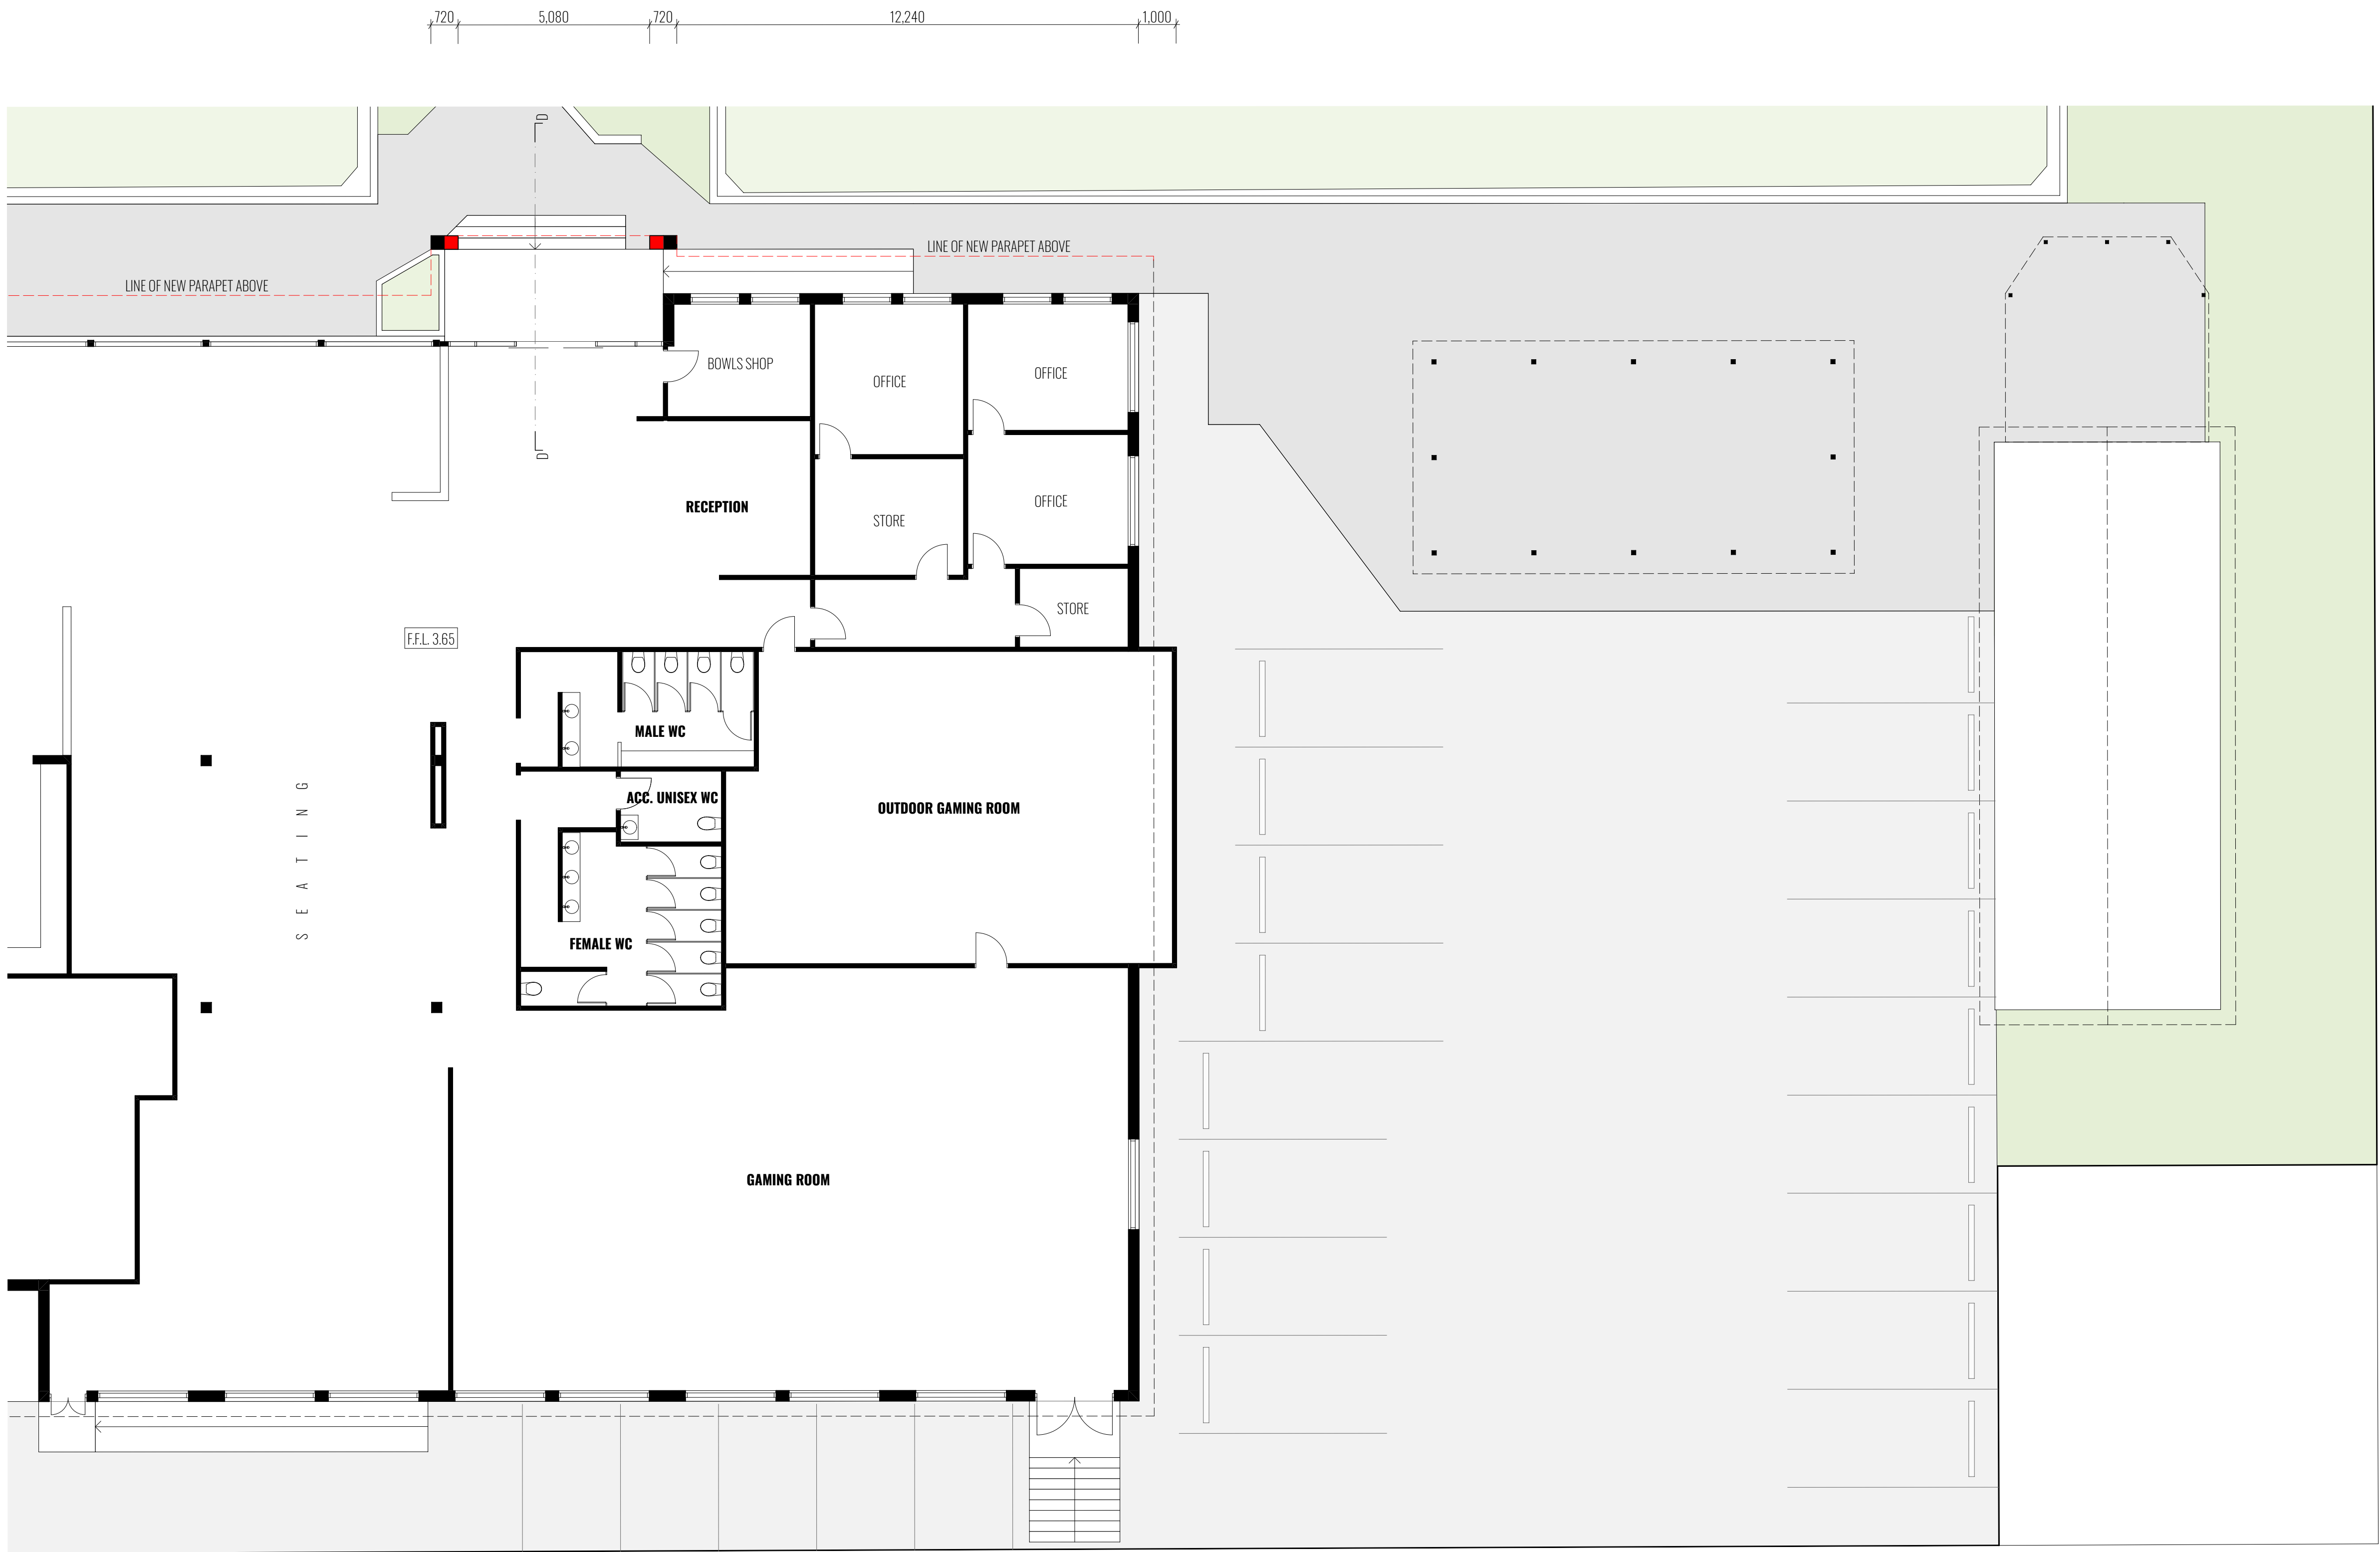 720 5,080 720 12,240 1,000
D
LINE OF NEW PARAPET ABOVE
LINE OF NEW PARAPET ABOVE
BOWLS SHOP
OFFICE
OFFICE
D
RECEPTION
STORE
OFFICE
STORE
F.F.L. 3.65
MALE WC
ACC. UNISEX WC
OUTDOOR GAMING ROOM
SEATING
FEMALE WC
GAMING ROOM